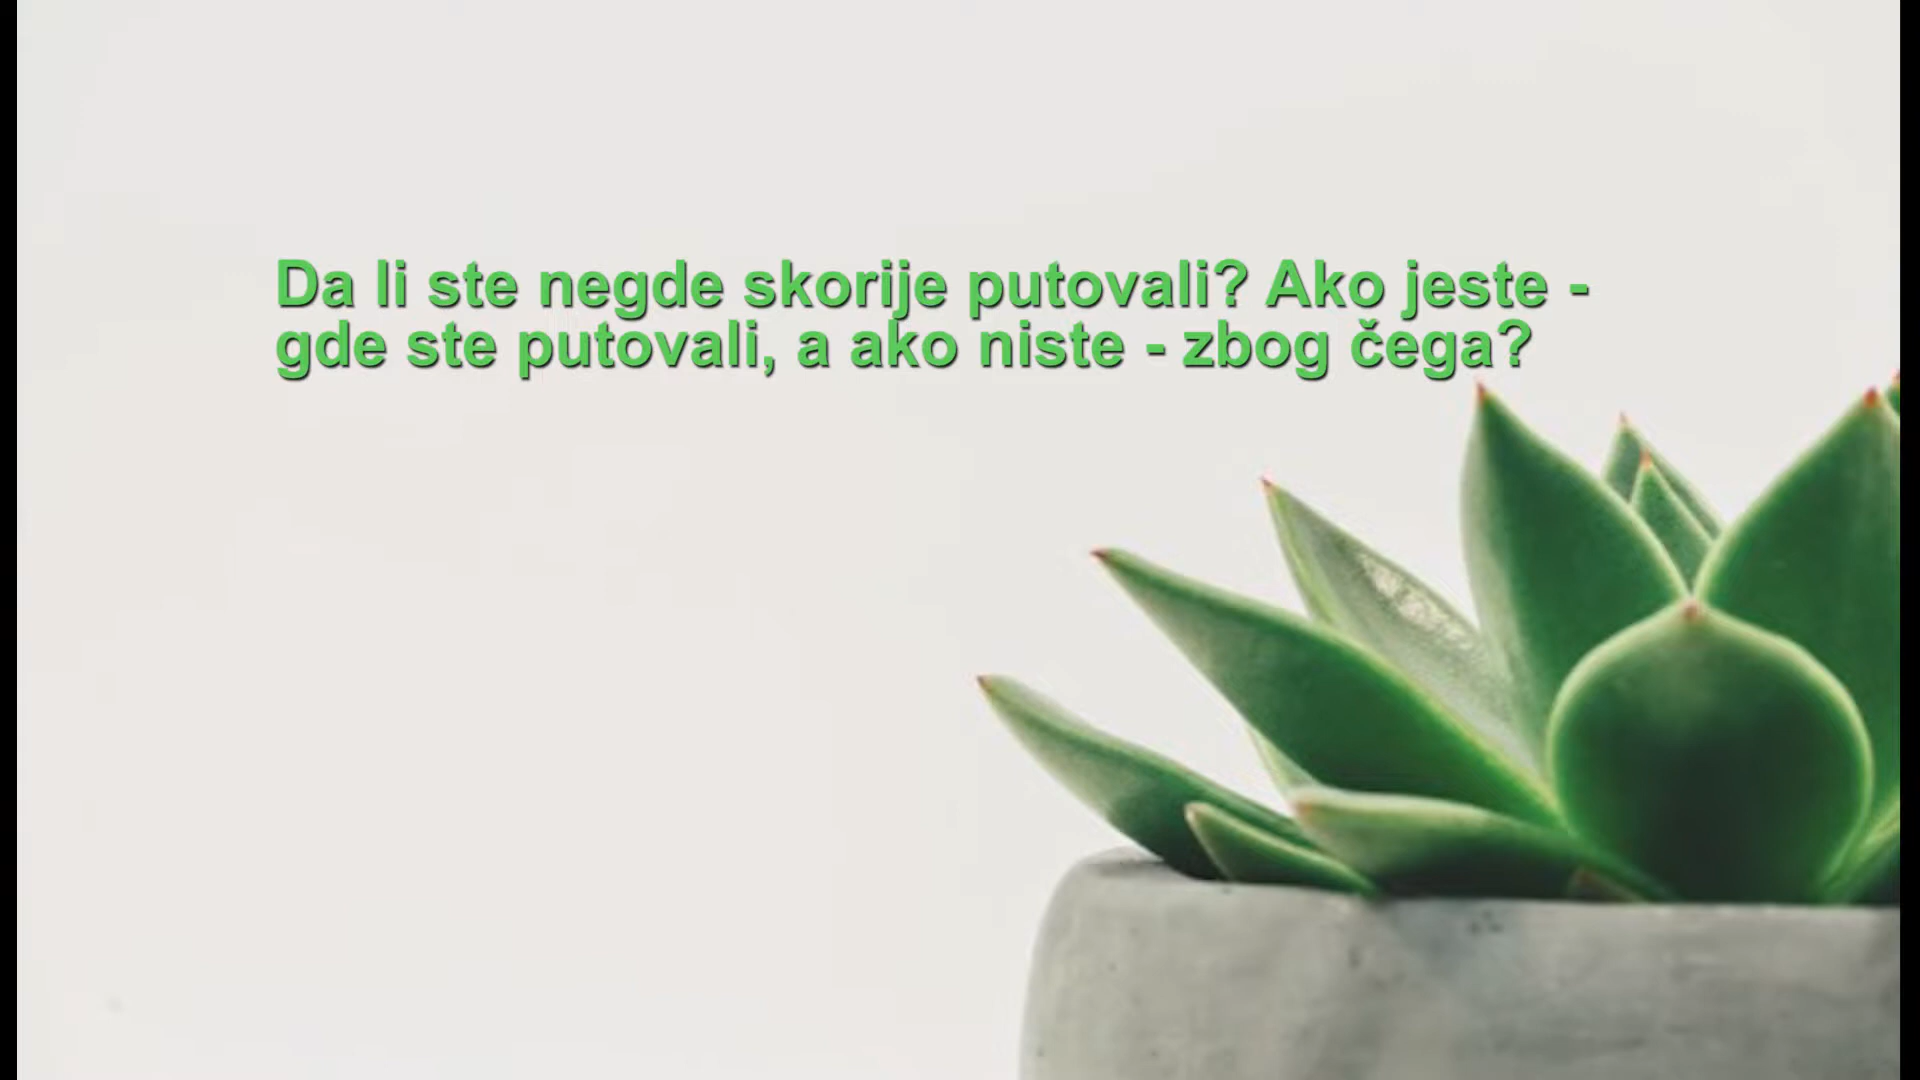 Da li ste negde skorije putovali? Ako jeste -
gde ste putovali, a ako niste - zbog čega?